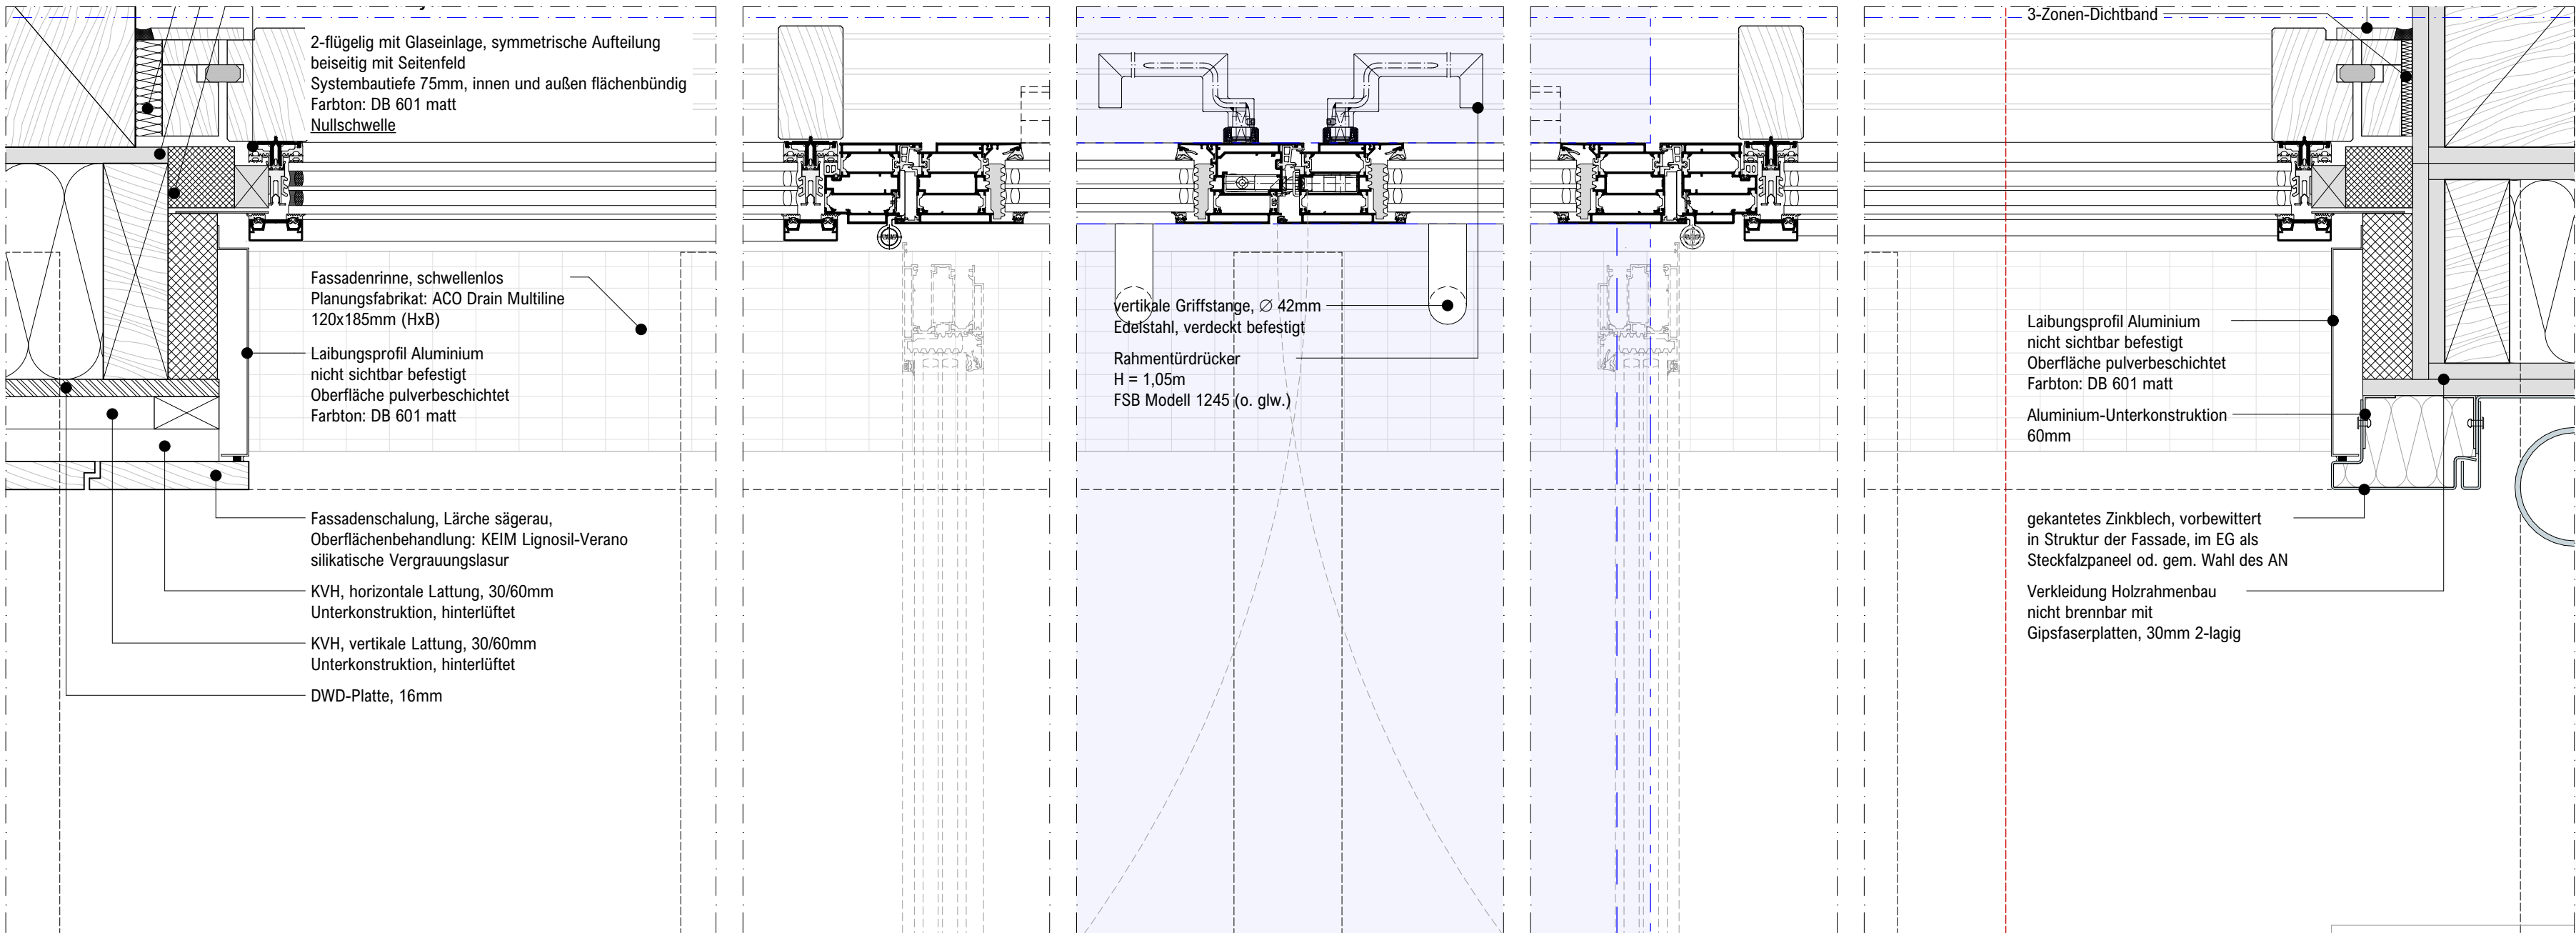 2-flügelig mit Glaseinlage, symmetrische Aufteilung
beiseitig mit Seitenfeld
Systembautiefe 75mm, innen und außen flächenbündig
Farbton: DB 601 matt
Nullschwelle
Fassadenrinne, schwellenlos
Planungsfabrikat: ACO Drain Multiline
120x185mm (HxB)
Laibungsprofil Aluminium
nicht sichtbar befestigt
Oberfläche pulverbeschichtet
Farbton: DB 601 matt
Fassadenschalung, Lärche sägerau,
Oberflächenbehandlung: KEIM Lignosil-Verano
silikatische Vergrauungslasur
KVH, horizontale Lattung, 30/60mm
Unterkonstruktion, hinterlüftet
KVH, vertikale Lattung, 30/60mm
Unterkonstruktion, hinterlüftet
DWD-Platte, 16mm
vertikale Griffstange, ∅ 42mm
Edelstahl, verdeckt befestigt
Rahmentürdrücker
H = 1,05m
FSB Modell 1245 (o. glw.)
3-Zonen-Dichtband
Laibungsprofil Aluminium
nicht sichtbar befestigt
Oberfläche pulverbeschichtet
Farbton: DB 601 matt
Aluminium-Unterkonstruktion
60mm
gekantetes Zinkblech, vorbewittert
in Struktur der Fassade, im EG als
Steckfalzpaneel od. gem. Wahl des AN
Verkleidung Holzrahmenbau
nicht brennbar mit
Gipsfaserplatten, 30mm 2-lagig